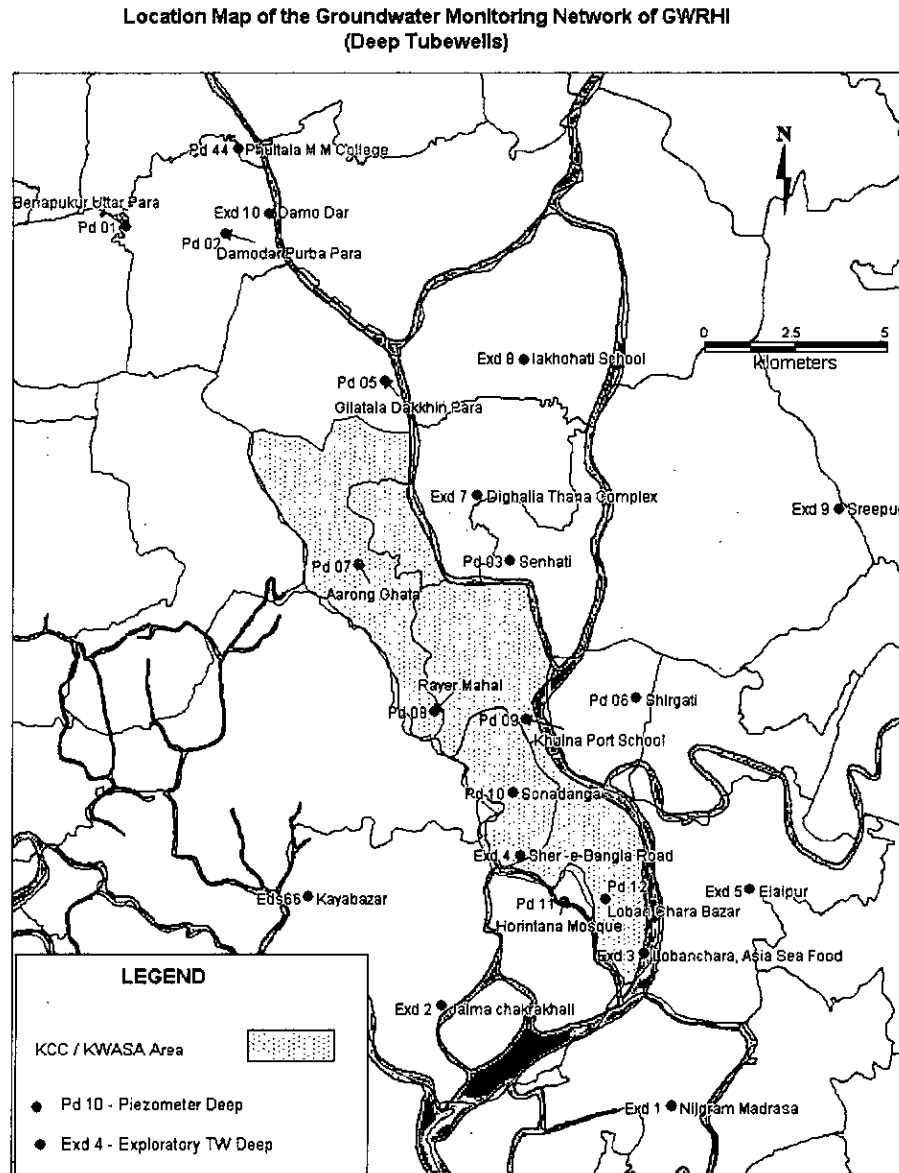 Location Map of the Groundwater Monitoring Network of GWRHI
(Deep Tubewells)
N
Pd 44 Phultala M M College
Benapukur Uttar Para
Pd 01
Exd 10 Damo Dar
Pd 02
Damodar Purba Para
0 2.5 5
kilometers
Exd 8 lakhohati School
Pd 05
Gilatala Dakkhin Para
Exd 7 Dighalia Thana Complex
Exd 9 Sreepu
Pd 03 Senhati
Pd 07
Aarong Ghata
Rayer Mahal
Pd 08
Pd 06 Shirgati
Pd 09
Khulna Port School
Pd 10 Sonadanga
Exd 4 Sher-e-Bangla Road
Eds66 Kayabazar
Pd 12
Exd 5 Elaipur
Pd 11
Loban Chara Bazar
Horintana Mosque
Exd 3 Lobanchara, Asia Sea Food
Exd 2 Jalma chakrakhali
Exd 1 Nijgram Madrasa
LEGEND
KCC / KWASA Area
Pd 10 - Piezometer Deep
Exd 4 - Exploratory TW Deep